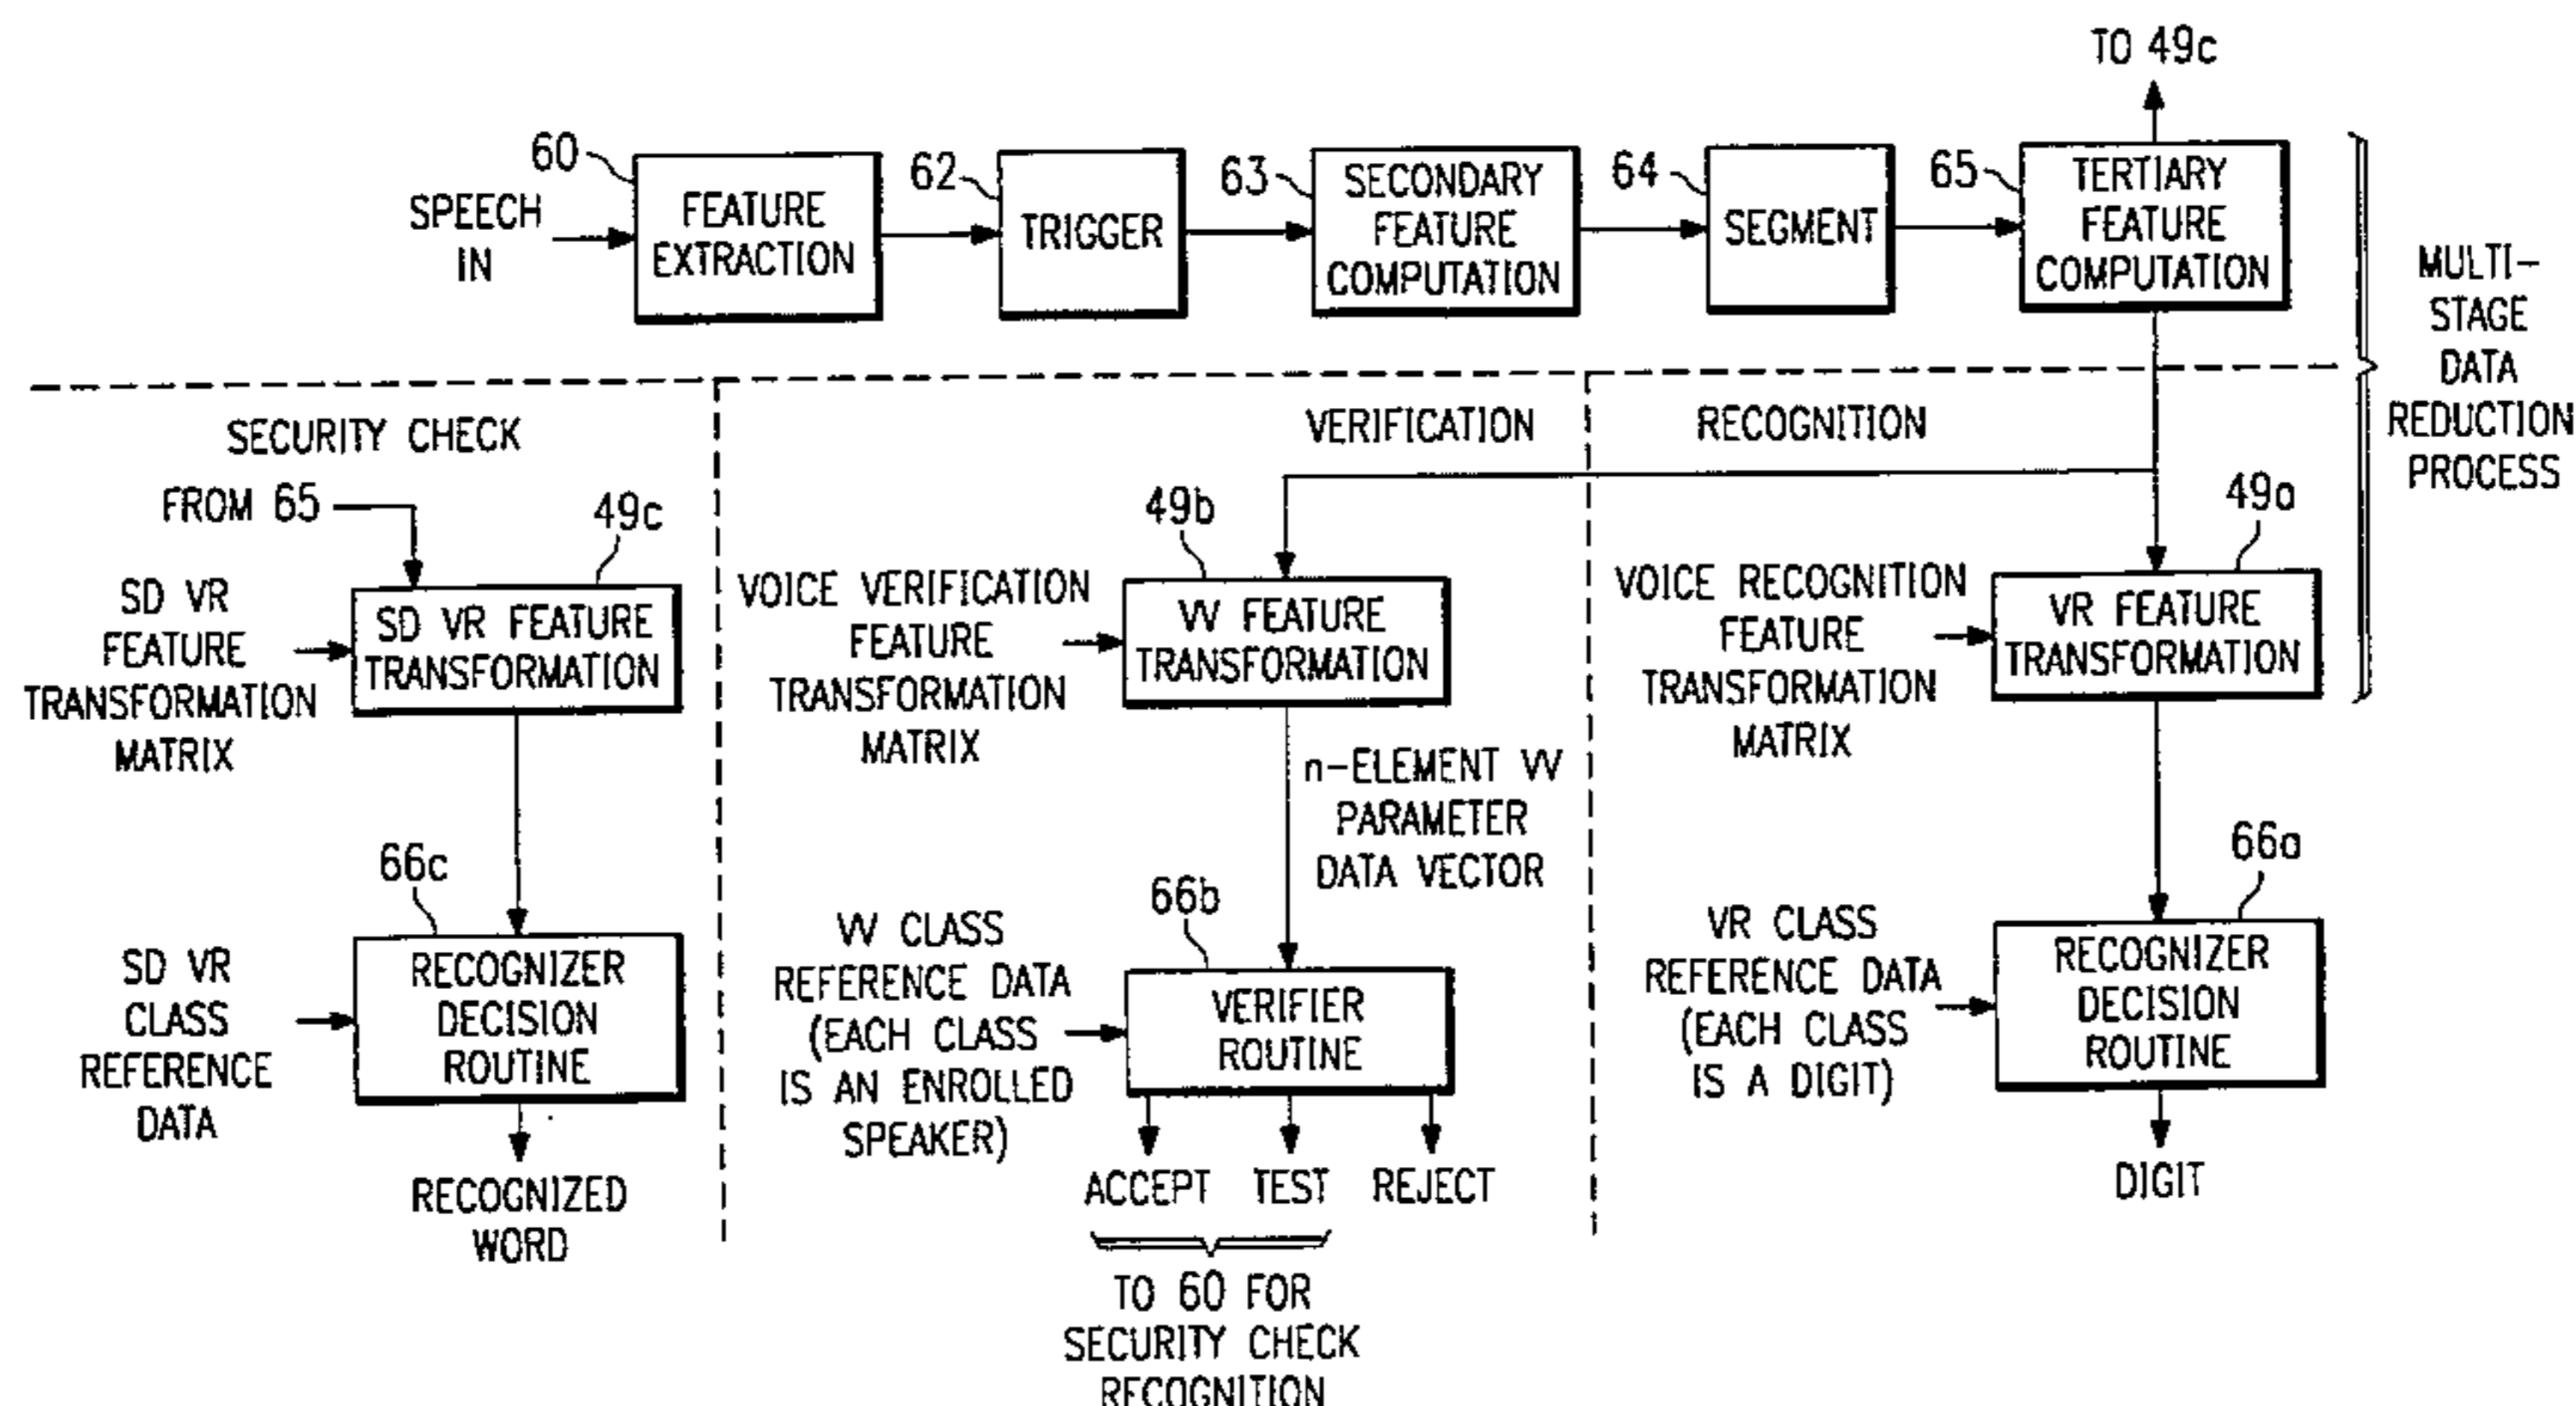 TO 49c
60
SPEECH
IN
FEATURE
EXTRACTION
62
TRIGGER
63
SECONDARY
FEATURE
COMPUTATION
64
SEGMENT
65
TERTIARY
FEATURE
COMPUTATION
MULTI-
STAGE
DATA
REDUCTION
PROCESS
SECURITY CHECK
FROM 65
49c
SD VR
FEATURE
TRANSFORMATION
MATRIX
SD VR FEATURE
TRANSFORMATION
66c
SD VR
CLASS
REFERENCE
DATA
RECOGNIZER
DECISION
ROUTINE
RECOGNIZED
WORD
VERIFICATION
49b
VOICE VERIFICATION
FEATURE
TRANSFORMATION
MATRIX
VV FEATURE
TRANSFORMATION
n-ELEMENT VV
PARAMETER
DATA VECTOR
66b
VV CLASS
REFERENCE DATA
(EACH CLASS
IS AN ENROLLED
SPEAKER)
VERIFIER
ROUTINE
ACCEPT TEST REJECT
TO 60 FOR
SECURITY CHECK
RECOGNITION
RECOGNITION
49a
VOICE RECOGNITION
FEATURE
TRANSFORMATION
MATRIX
VR FEATURE
TRANSFORMATION
66a
VR CLASS
REFERENCE DATA
(EACH CLASS
IS A DIGIT)
RECOGNIZER
DECISION
ROUTINE
DIGIT